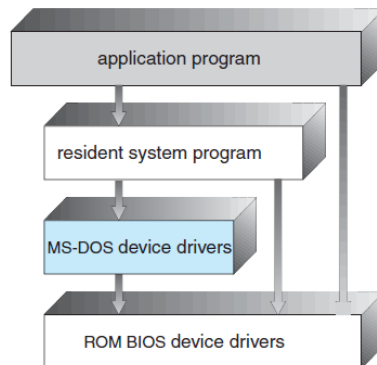 application program
resident system program
MS-DOS device drivers
ROM BIOS device drivers